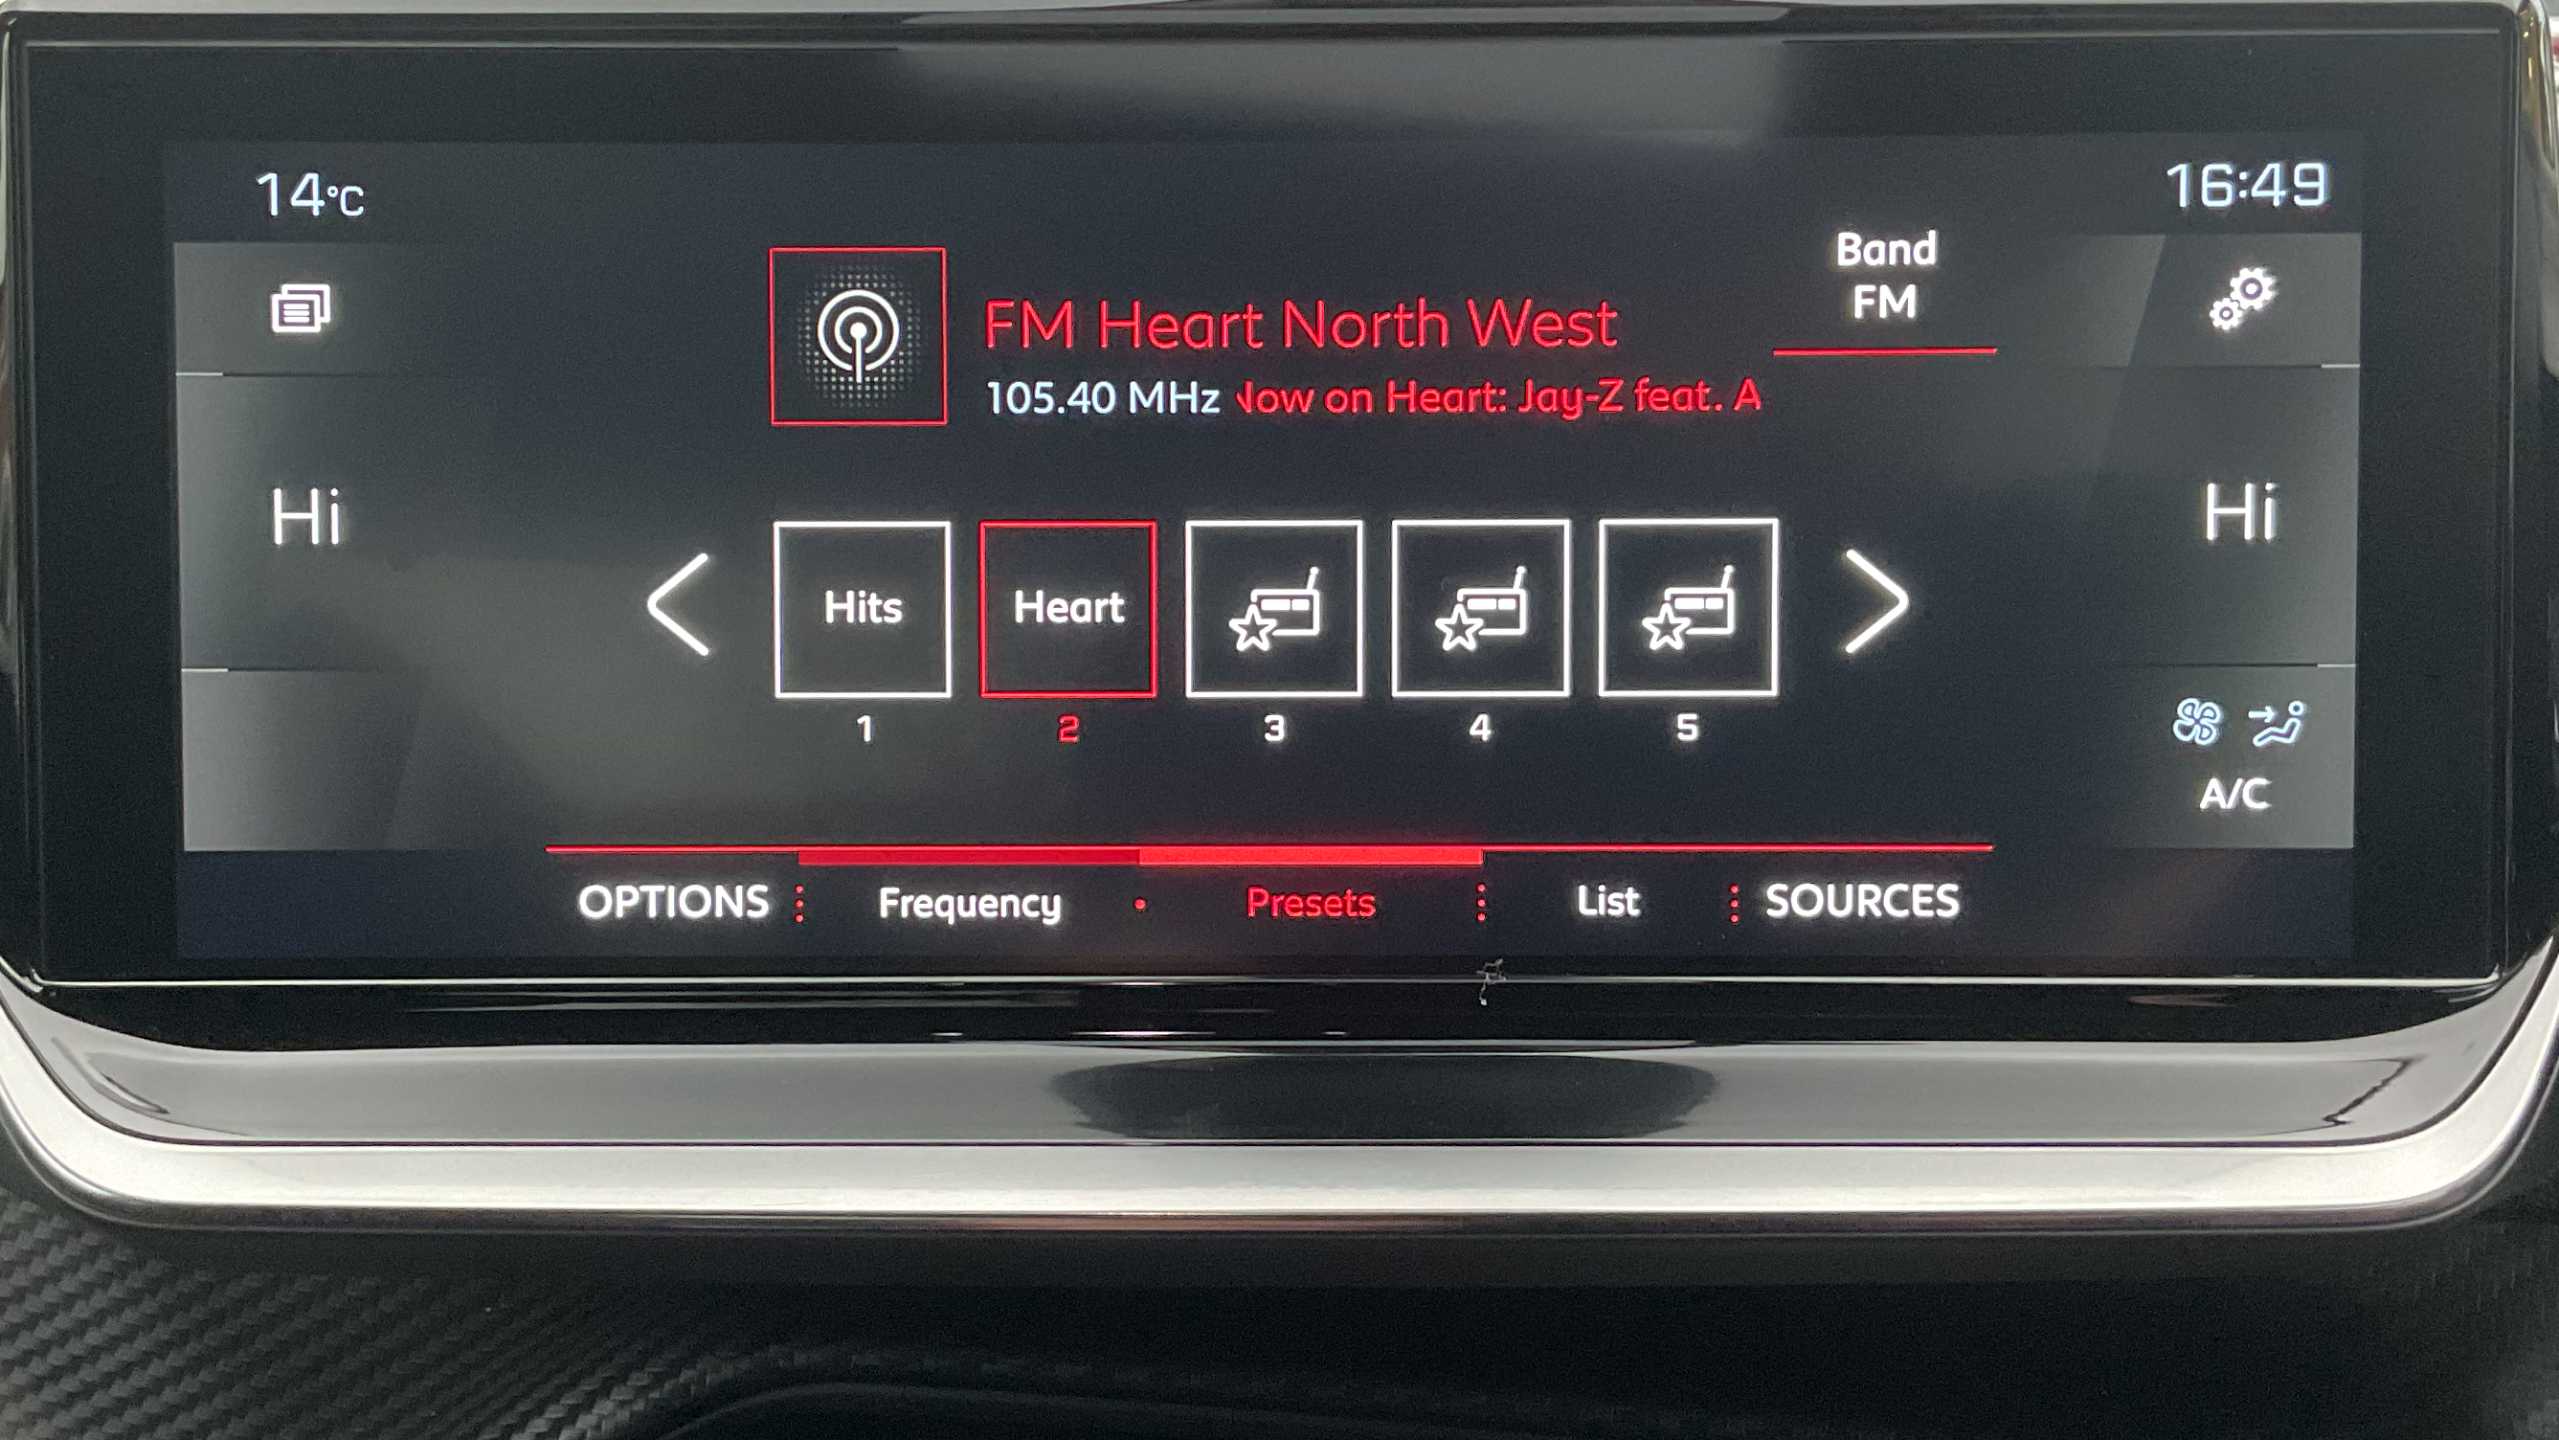 14°C
16:49
Band
FM
FM Heart North West
105.40 MHz Now on Heart: Jay-Z feat. A
Hi
Hi
Hits
Heart
1
2
3
4
5
A/C
OPTIONS
Frequency
Presets
List
SOURCES